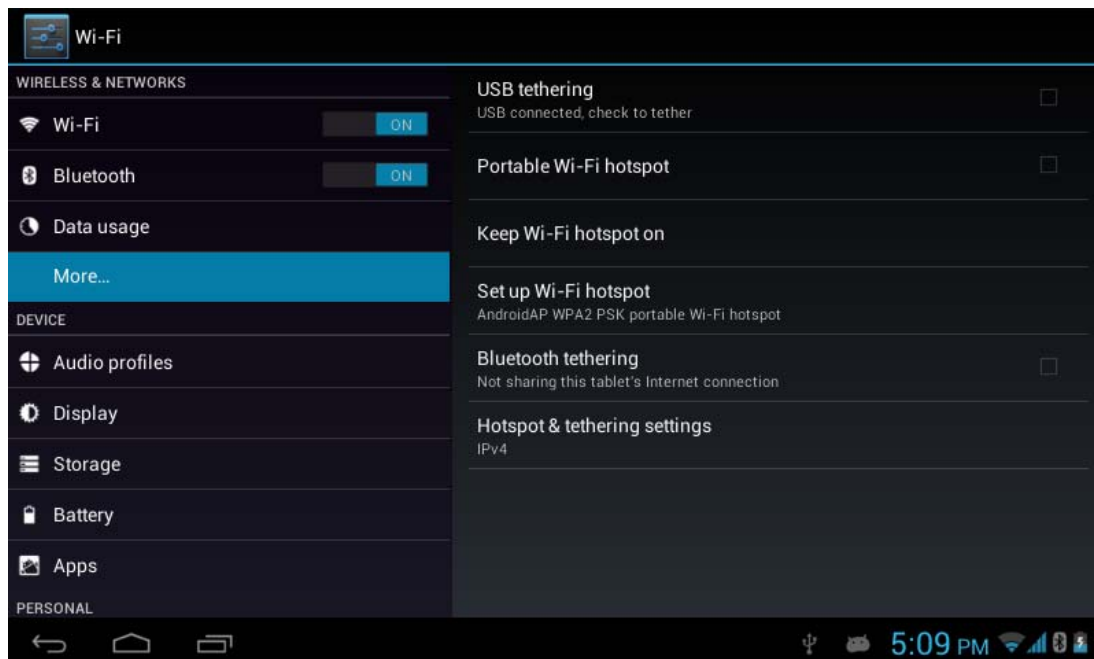 Wi-Fi
WIRELESS & NETWORKS
Wi-Fi
ON
Bluetooth
ON
Data usage
More...
DEVICE
Audio profiles
Display
Storage
Battery
Apps
PERSONAL
USB tethering
USB connected, check to tether
Portable Wi-Fi hotspot
Keep Wi-Fi hotspot on
Set up Wi-Fi hotspot
AndroidAP WPA2 PSK portable Wi-Fi hotspot
Bluetooth tethering
Not sharing this tablet's Internet connection
Hotspot & tethering settings
IPv4
5:09 PM